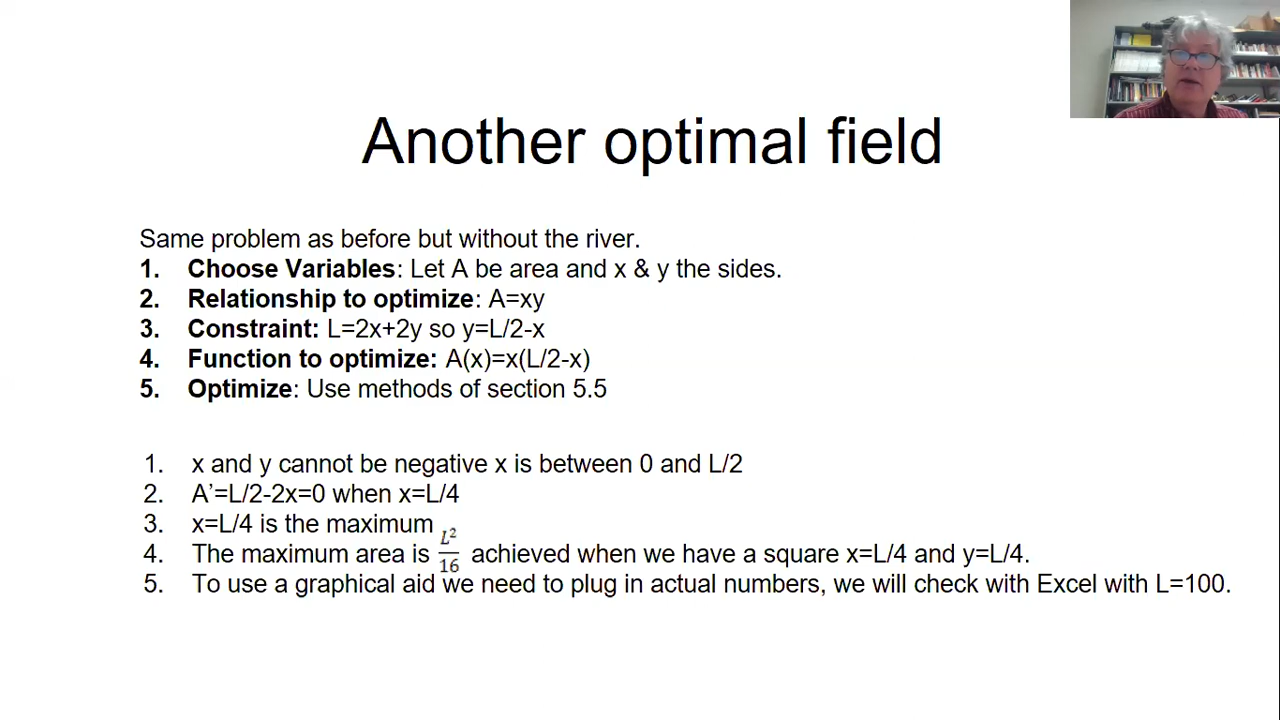 Another optimal field
Same problem as before but without the river.
1. Choose Variables: Let A be area and x & y the sides.
2. Relationship to optimize: A=xy
3. Constraint: L=2x+2y so y=L/2-x
4. Function to optimize: A(x)=x(L/2-x)
5. Optimize: Use methods of section 5.5
1. x and y cannot be negative x is between 0 and L/2
2. A’=L/2-2x=0 when x=L/4
3. x=L/4 is the maximum
4. The maximum area is L²/16 achieved when we have a square x=L/4 and y=L/4.
5. To use a graphical aid we need to plug in actual numbers, we will check with Excel with L=100.